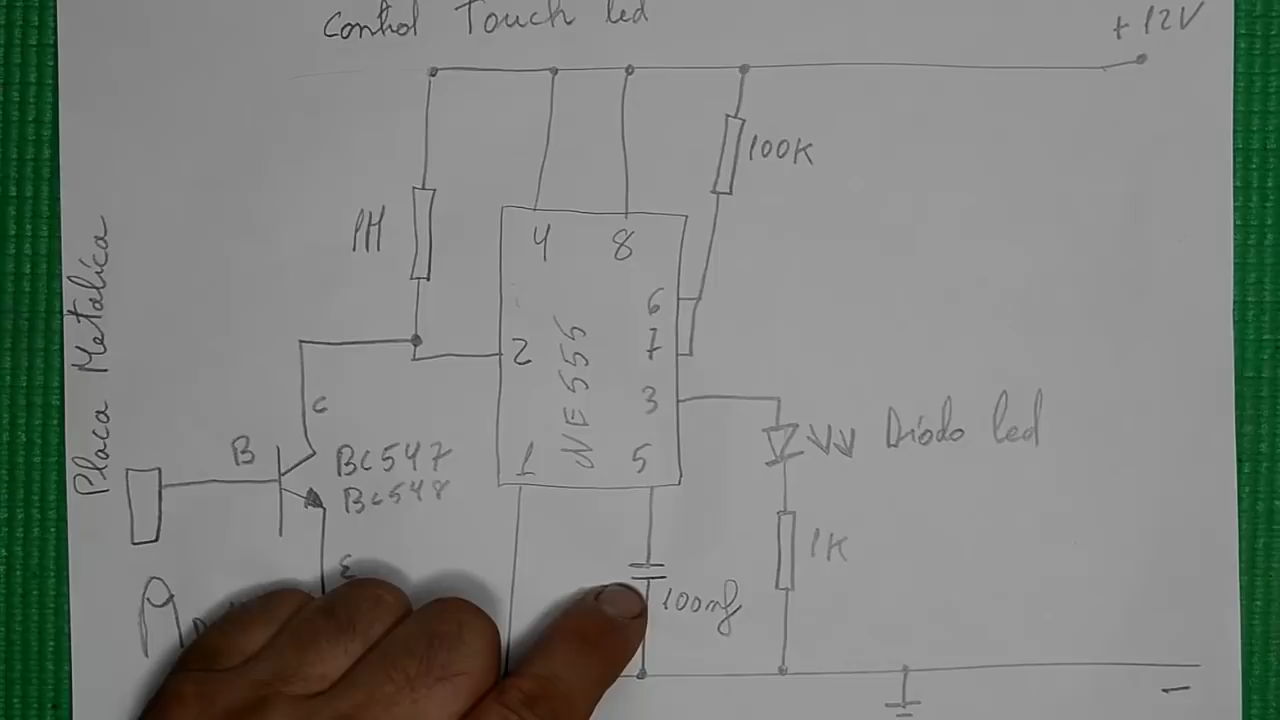 Control Touch led
+ 12V
100K
1M
4
8
6
7
2
3
1
5
NE555
Placa Metalica
C
B
BC547
BC548
E
Díodo led
1K
100nf
-